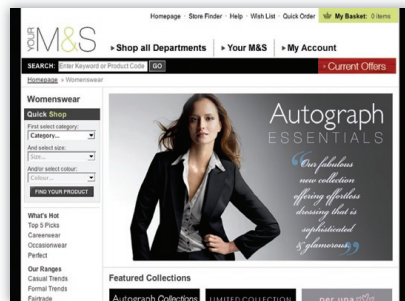 Homepage · Store Finder · Help · Wish List · Quick Order
My Basket: 0 items
YOUR M&S
Shop all Departments
Your M&S
My Account
SEARCH: Enter Keyword or Product Code GO
Current Offers
Homepage » Womenswear
Womenswear
Quick Shop
First select category:
Category...
And select size:
Size...
And/or select colour:
Colour...
FIND YOUR PRODUCT
What's Hot
Top 5 Picks
Careerwear
Occasionwear
Perfect
Our Ranges
Casual Trends
Formal Trends
Fairtrade
Autograph
ESSENTIALS
“Our fabulous
new collection
offering effortless
dressing that is
sophisticated
& glamorous”
Featured Collections
Autograph Collections
LIMITED COLLECTION
per una